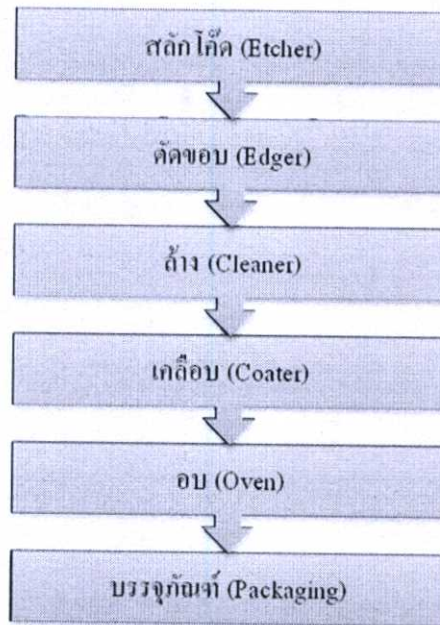 สลักโค๊ด (Etcher)
ตัดขอบ (Edger)
ล้าง (Cleaner)
เคลือบ (Coater)
อบ (Oven)
บรรจุภัณฑ์ (Packaging)